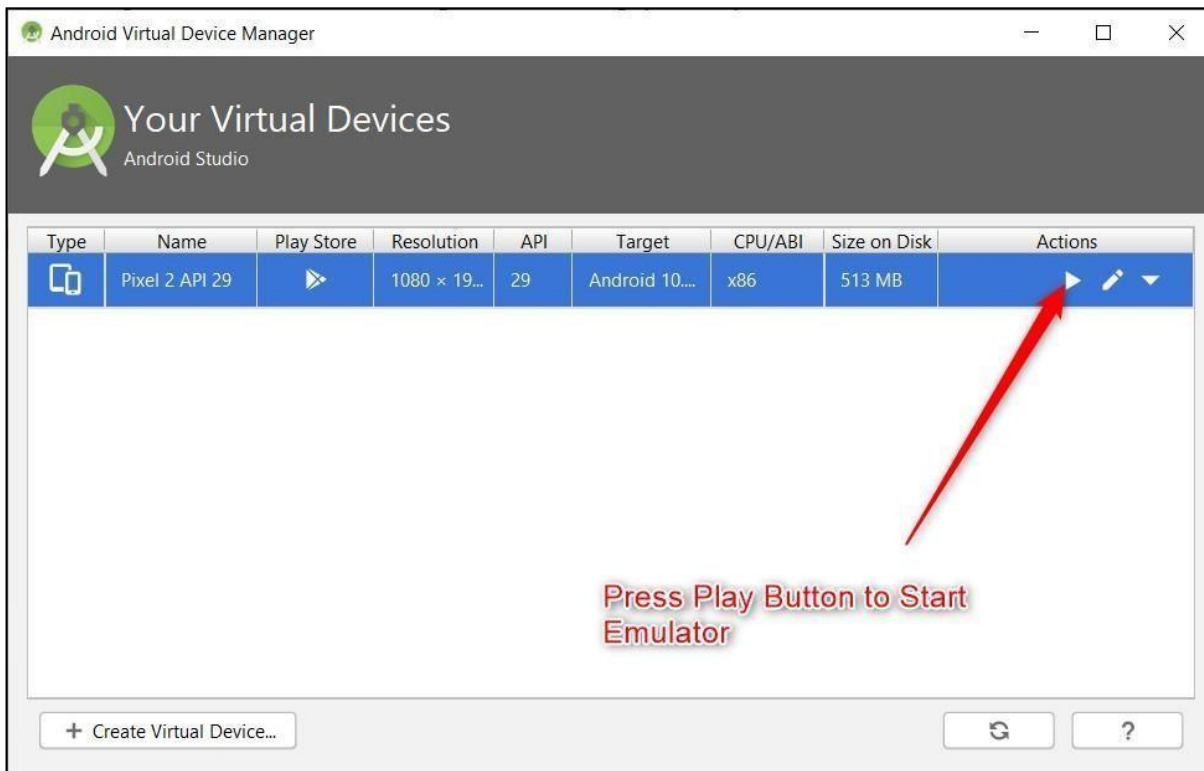 Android Virtual Device Manager
Your Virtual Devices
Android Studio
Type Name Play Store Resolution API Target CPU/ABI Size on Disk Actions
Pixel 2 API 29 1080 × 19... 29 Android 10.... x86 513 MB
Press Play Button to Start
Emulator
+ Create Virtual Device... ?